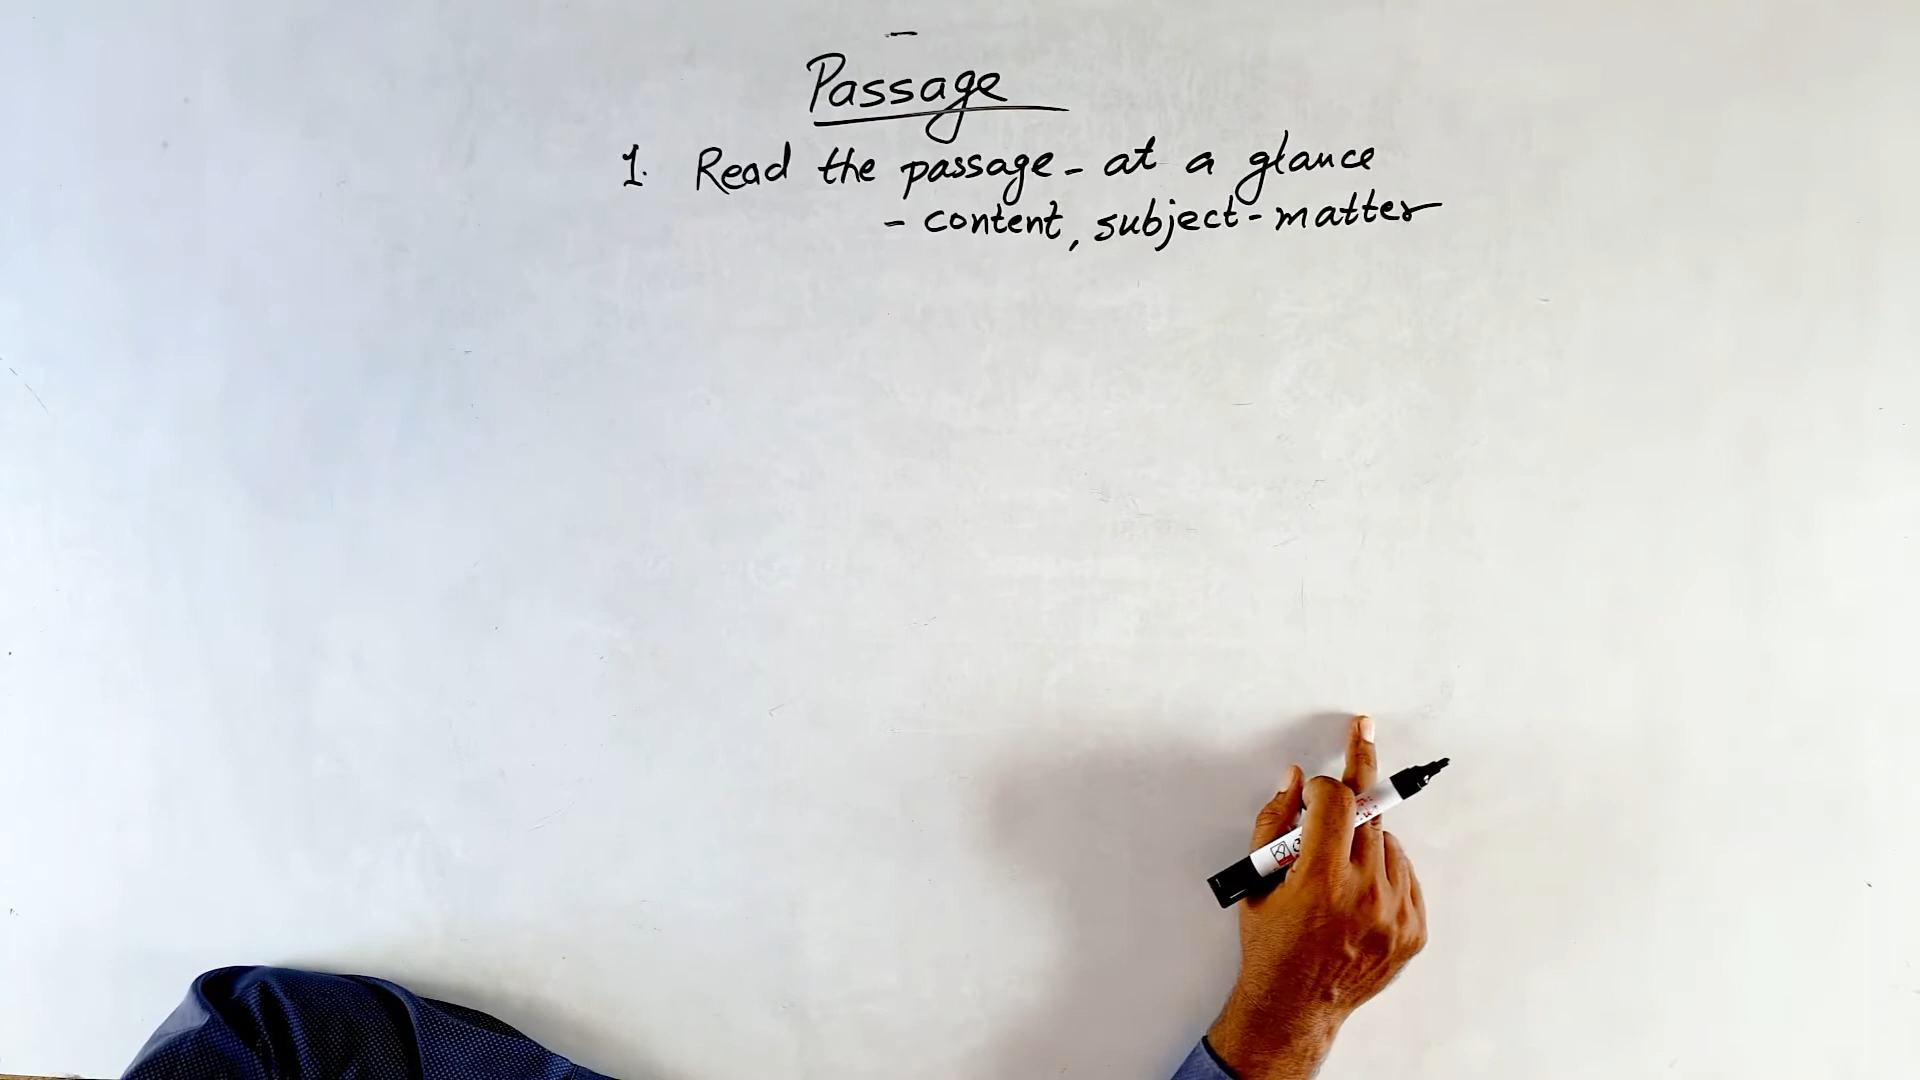 Passage
1. Read the passage - at a glance
- content, subject-matter